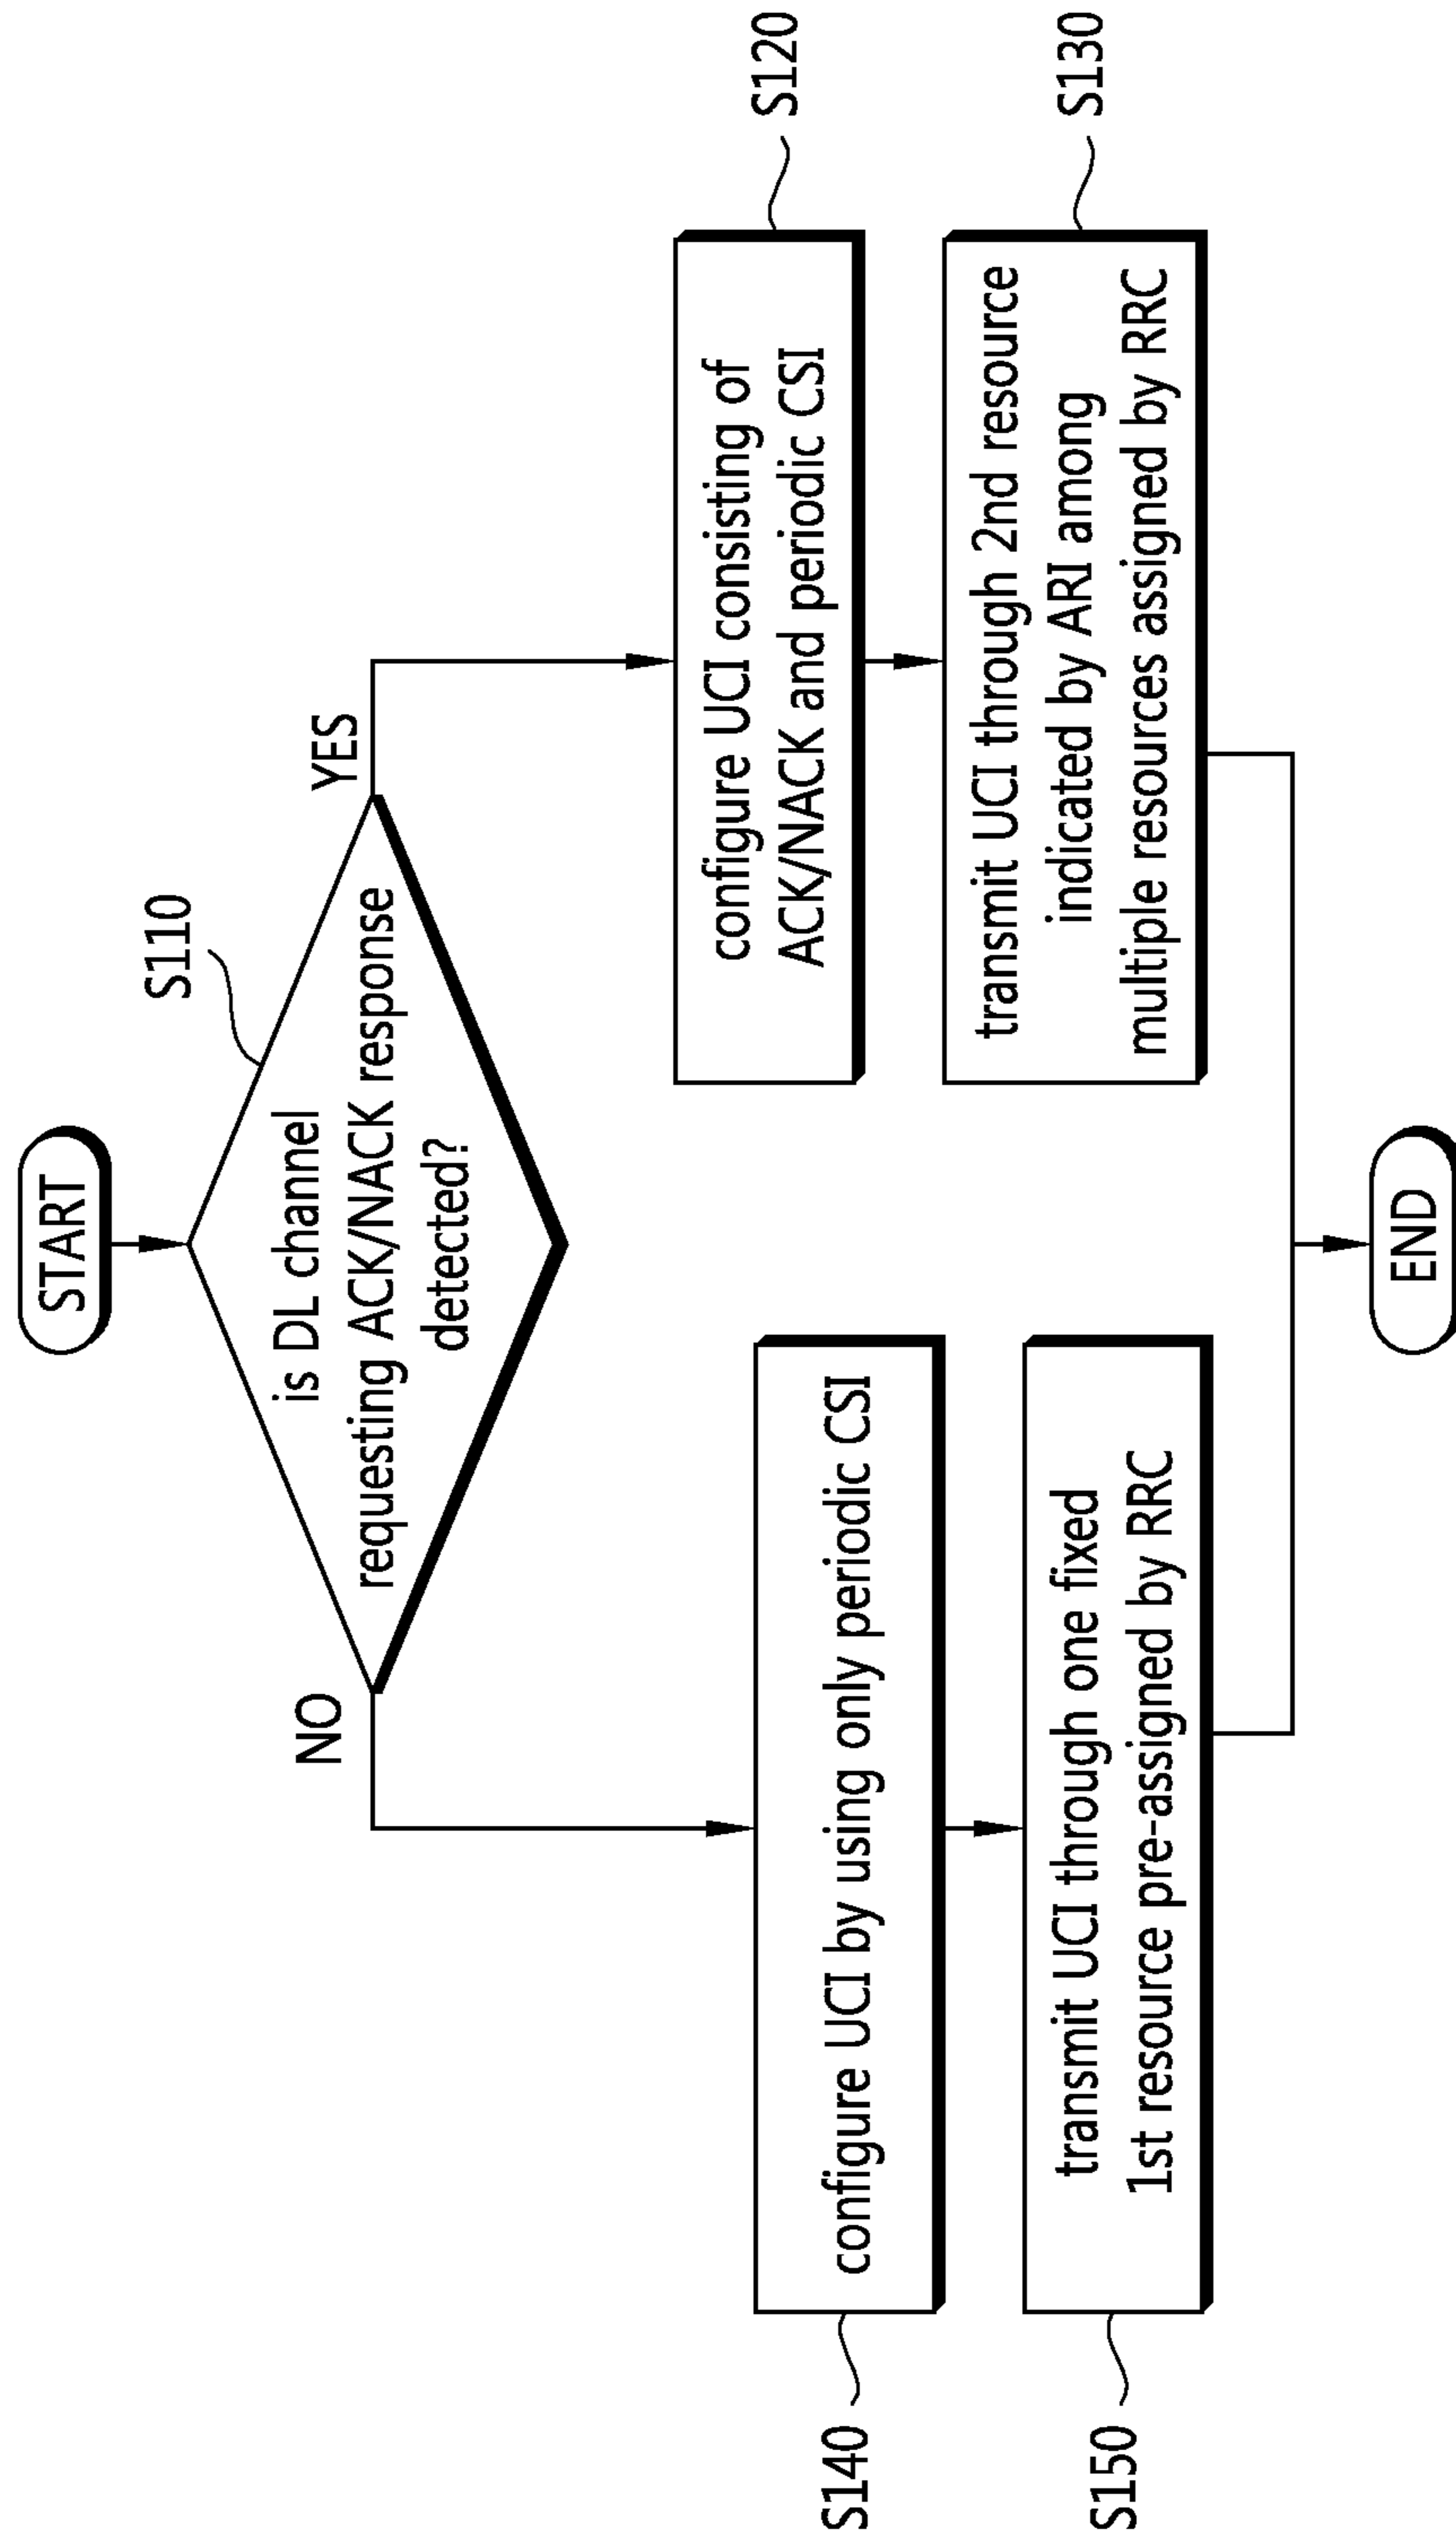 START
S110
is DL channel
requesting ACK/NACK response
detected?
NO
YES
configure UCI consisting of
ACK/NACK and periodic CSI
S120
transmit UCI through 2nd resource
indicated by ARI among
multiple resources assigned by RRC
S130
S140
configure UCI by using only periodic CSI
S150
transmit UCI through one fixed
1st resource pre-assigned by RRC
END